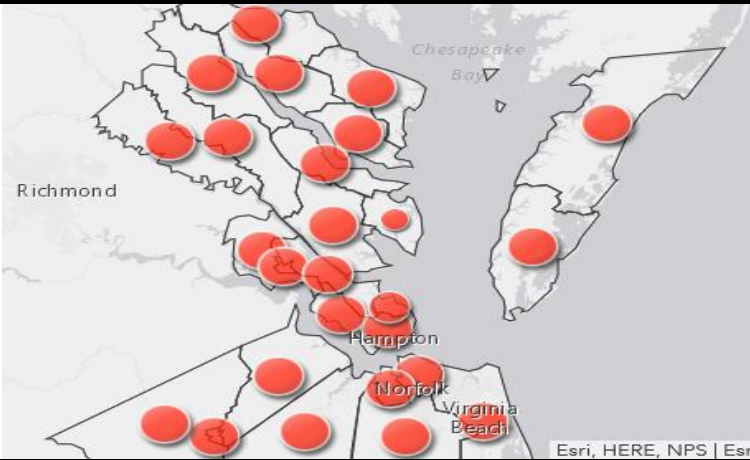 Chesapeake
Bay
Richmond
Hampton
Norfolk
Virginia
Beach
Esri, HERE, NPS | Esr